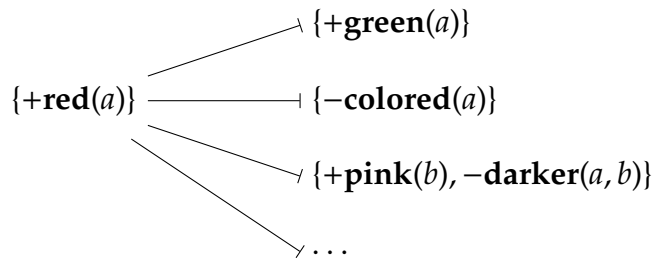 {+green(a)}
{+red(a)} {−colored(a)}
{+pink(b), −darker(a, b)}
...